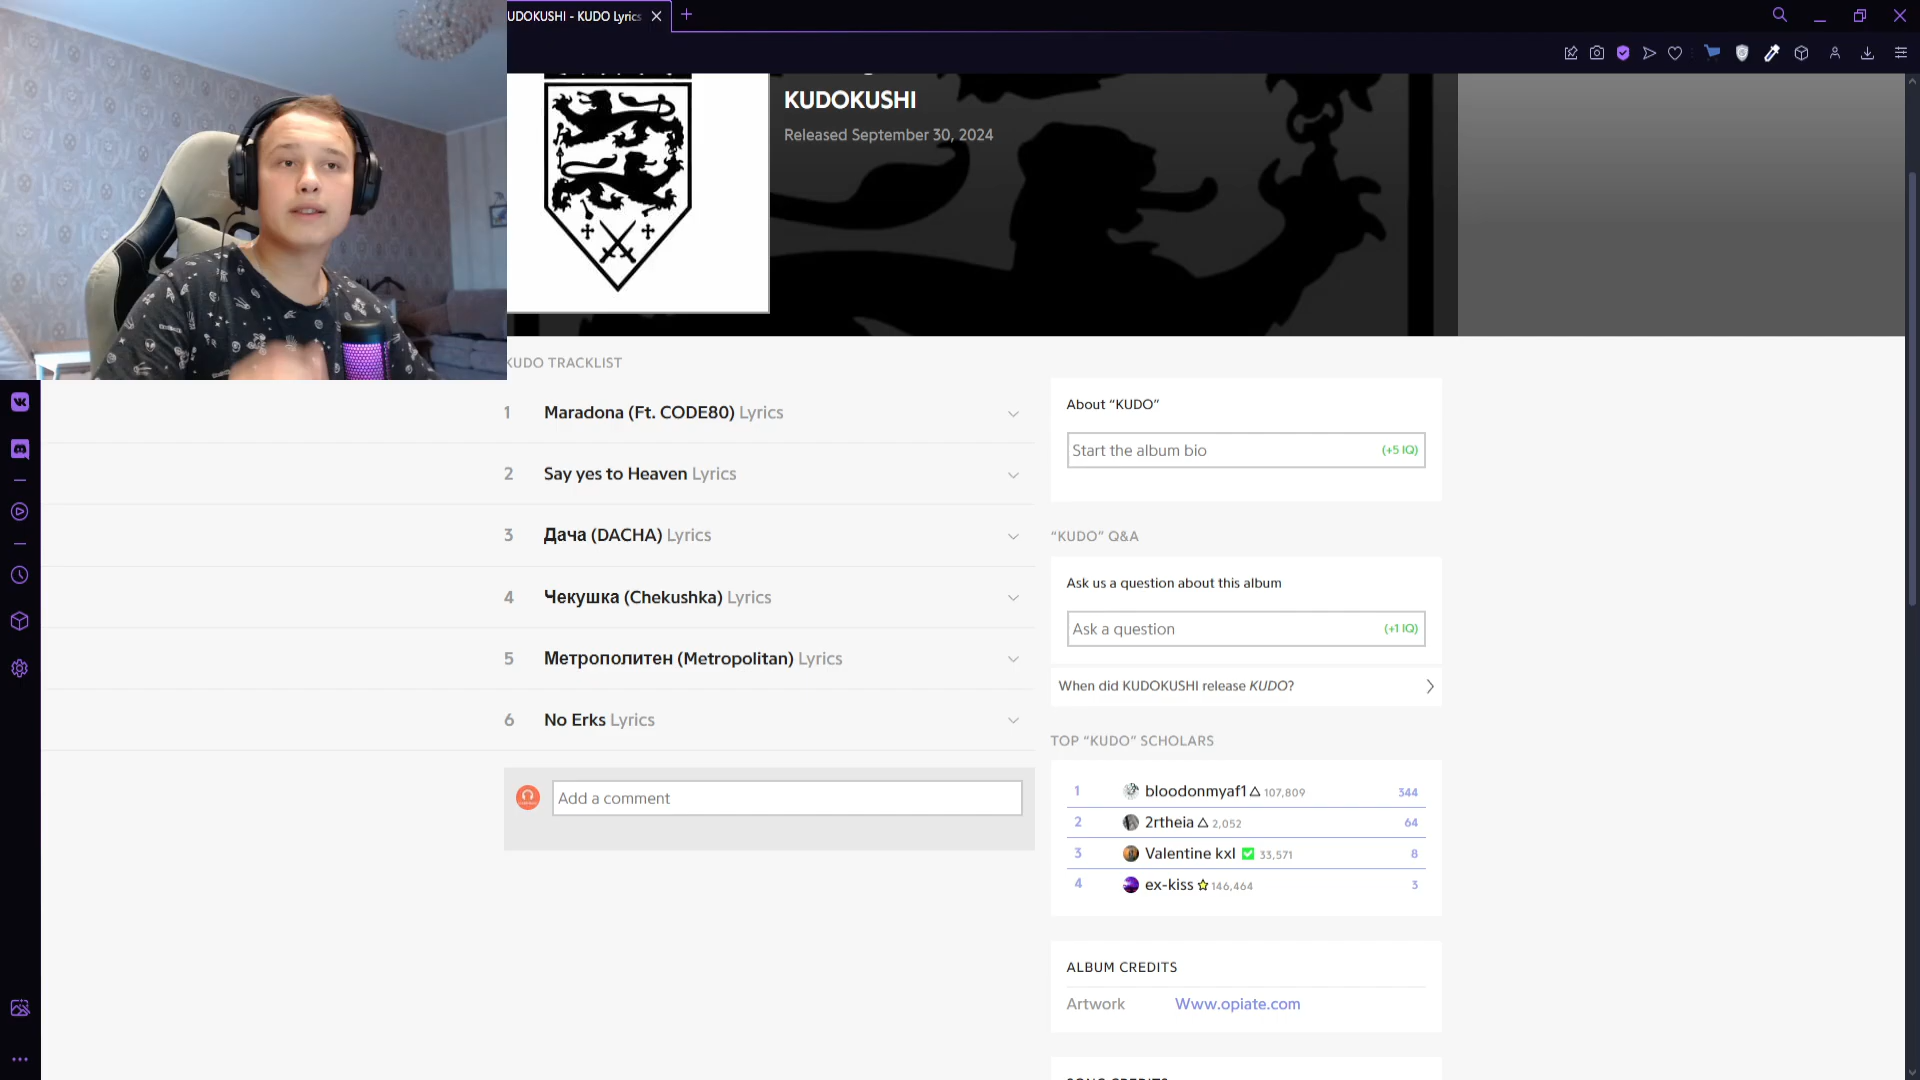 UDOKUSHI - KUDO Lyrics
KUDOKUSHI
Released September 30, 2024
KUDO TRACKLIST
1 Maradona (Ft. CODE80) Lyrics
2 Say yes to Heaven Lyrics
3 Дача (DACHA) Lyrics
4 Чекушка (Chekushka) Lyrics
5 Метрополитен (Metropolitan) Lyrics
6 No Erks Lyrics
Add a comment
About “KUDO”
Start the album bio (+5 IQ)
“KUDO” Q&A
Ask us a question about this album
Ask a question (+1 IQ)
When did KUDOKUSHI release KUDO?
TOP “KUDO” SCHOLARS
1 bloodonmyaf1 107,809 344
2 2rtheia 2,052 64
3 Valentine kxl 33,571 8
4 ex-kiss 146,464 3
ALBUM CREDITS
Artwork Www.opiate.com
SONG CREDITS